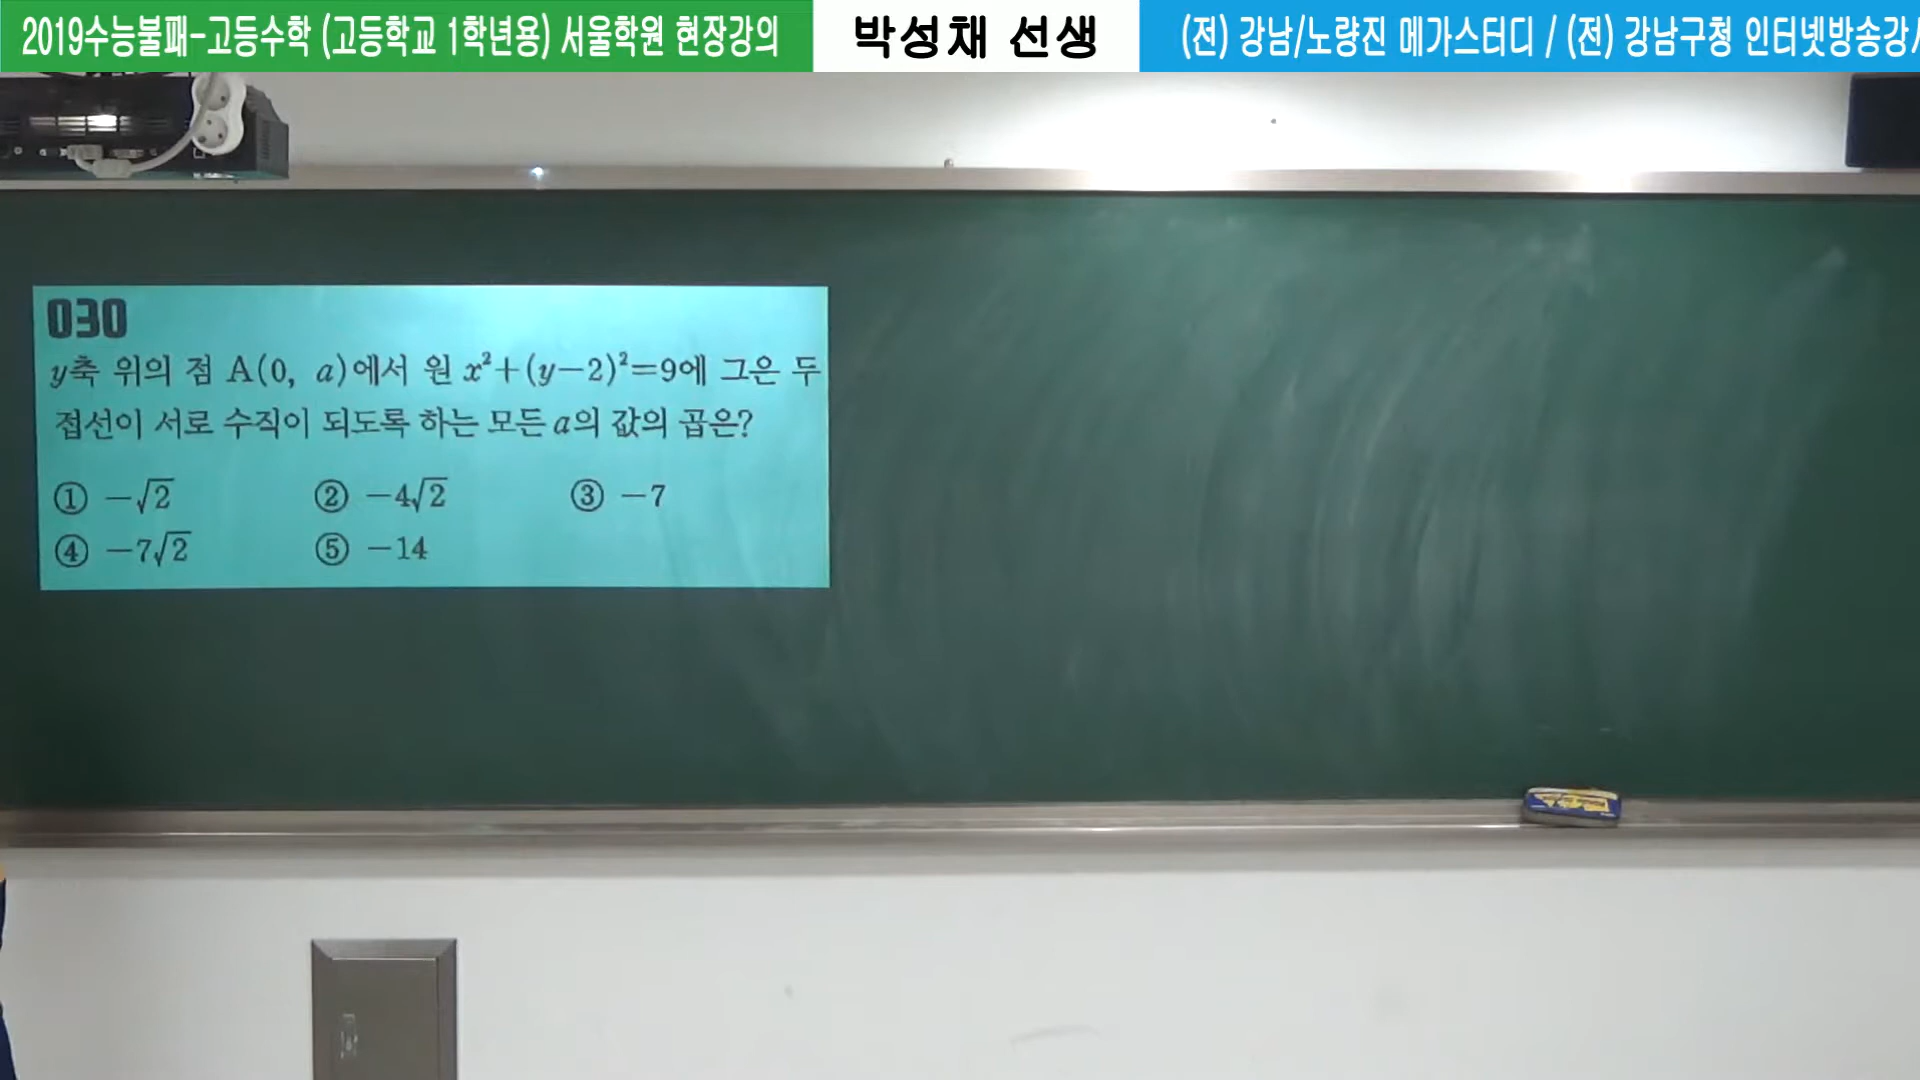 2019수능불패-고등수학 (고등학교 1학년용) 서울학원 현장강의
박성채 선생
(전) 강남/노량진 메가스터디 / (전) 강남구청 인터넷방송강사
030
y축 위의 점 A(0, a)에서 원 x²+(y−2)²=9에 그은 두
접선이 서로 수직이 되도록 하는 모든 a의 값의 곱은?
① −√2 ② −4√2 ③ −7
④ −7√2 ⑤ −14